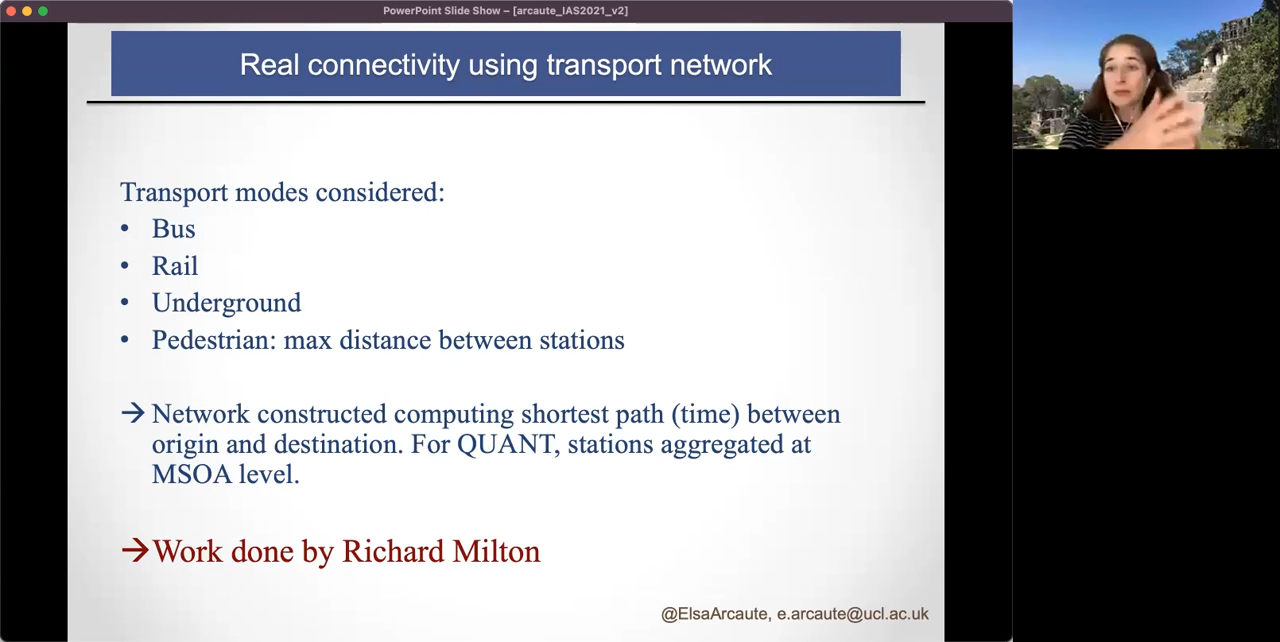 PowerPoint Slide Show – [arcaute_IAS2021_v2]
Real connectivity using transport network
Transport modes considered:
• Bus
• Rail
• Underground
• Pedestrian: max distance between stations
→ Network constructed computing shortest path (time) between
origin and destination. For QUANT, stations aggregated at
MSOA level.
→ Work done by Richard Milton
@ElsaArcaute, e.arcaute@ucl.ac.uk